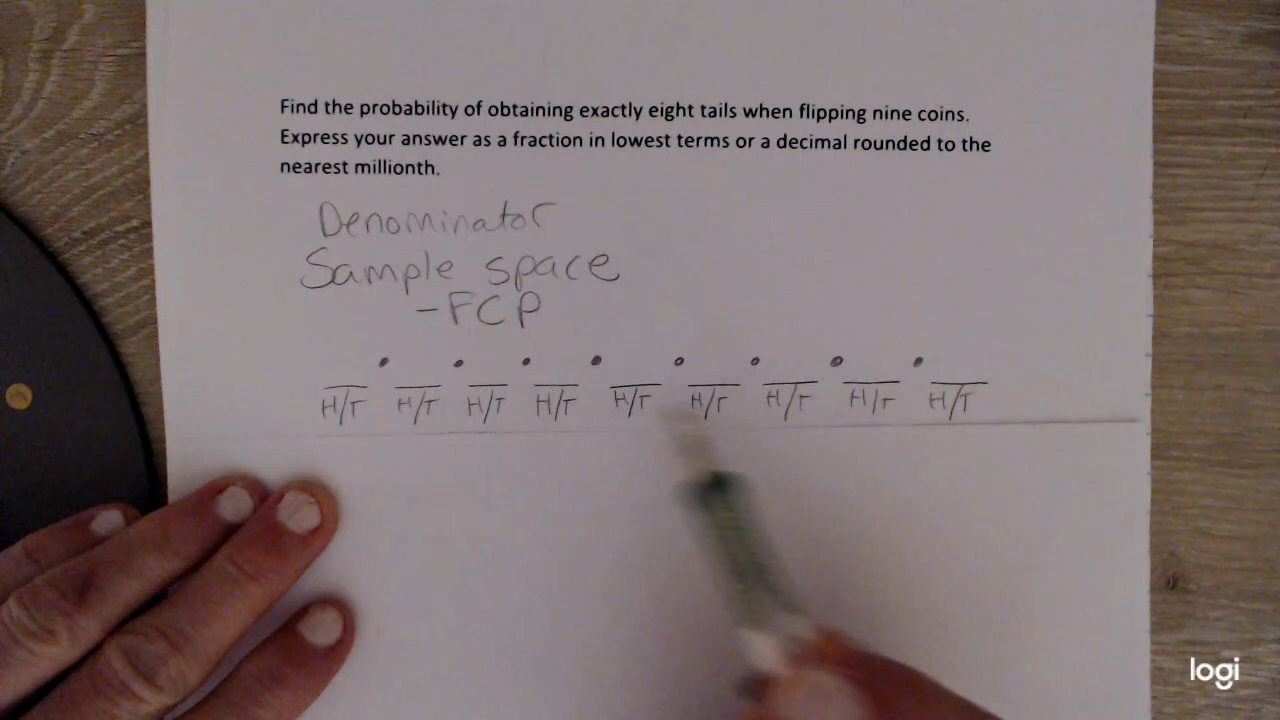 Find the probability of obtaining exactly eight tails when flipping nine coins.
Express your answer as a fraction in lowest terms or a decimal rounded to the
nearest millionth.
Denominator
Sample space
-FCP
H/T H/T H/T H/T H/T H/T H/T H/T H/T
logi